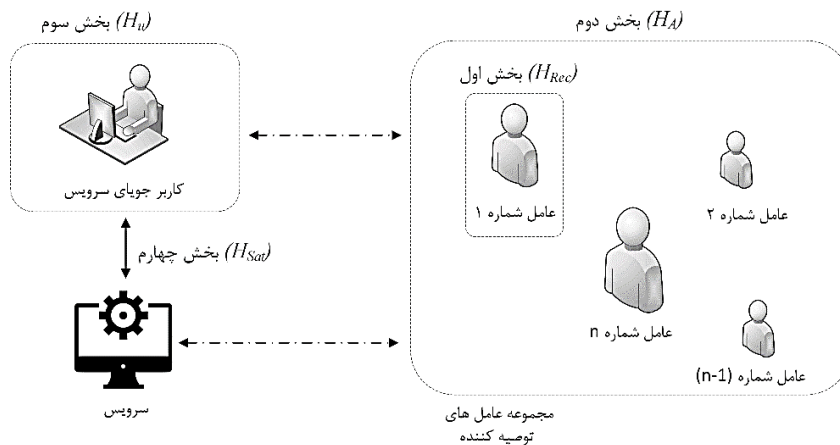 بخش سوم (H_u)
بخش دوم (H_A)
بخش اول (H_Rec)
کاربر جویای سرویس
عامل شماره ۱
عامل شماره ۲
بخش چهارم (H_Sat)
عامل شماره n
عامل شماره (n-1)
سرویس
مجموعه عامل های
توصیه کننده